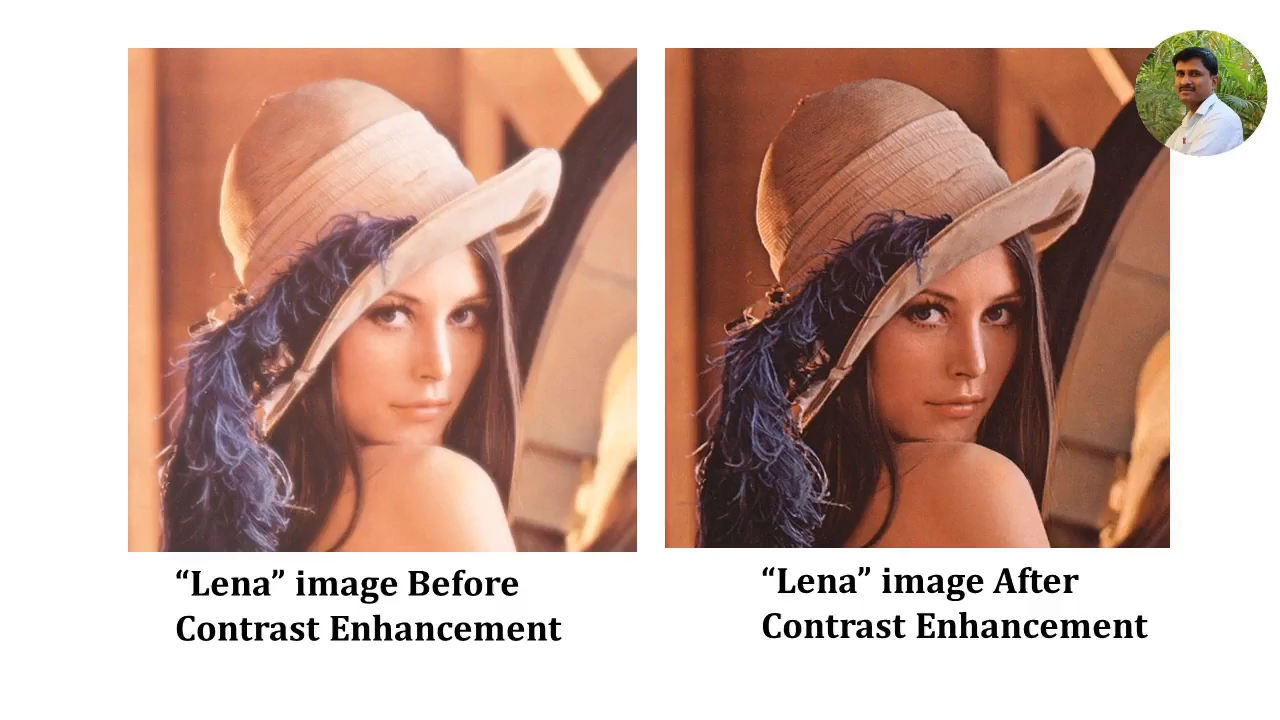 “Lena” image Before
Contrast Enhancement
“Lena” image After
Contrast Enhancement